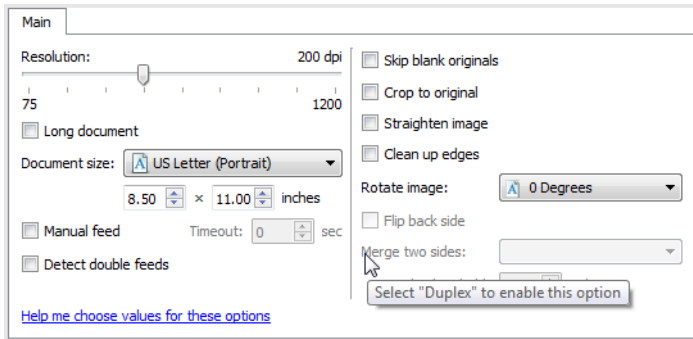 Main
Resolution: 200 dpi
75 1200
Long document
Document size: US Letter (Portrait)
8.50 × 11.00 inches
Manual feed Timeout: 0 sec
Detect double feeds
Help me choose values for these options
Skip blank originals
Crop to original
Straighten image
Clean up edges
Rotate image: 0 Degrees
Flip back side
Merge two sides:
Select "Duplex" to enable this option